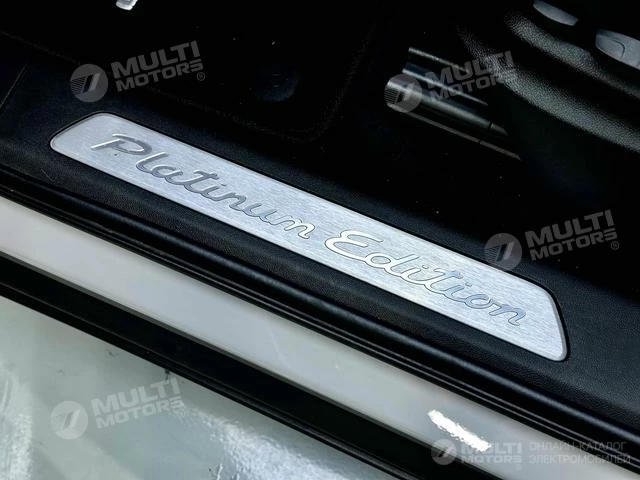 MULTI
MOTORS®
MULTI
MOTORS®
Platinum Edition
MULTI
MOTORS®
MULTI
MOTORS®
MULTI
MOTORS
ОНЛАЙН-КАТАЛОГ
ЭЛЕКТРОМОБИЛЕЙ